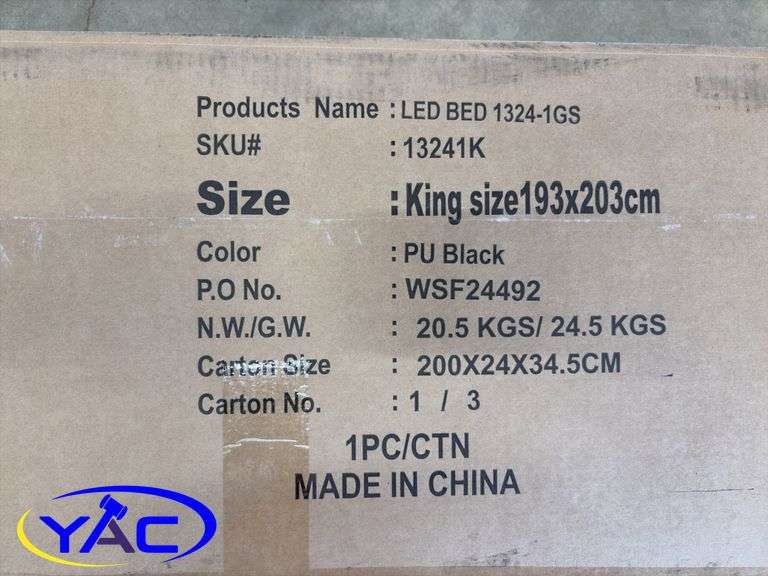 Products Name : LED BED 1324-1GS
SKU# : 13241K
Size : King size193x203cm
Color : PU Black
P.O No. : WSF24492
N.W./G.W. : 20.5 KGS/ 24.5 KGS
Carton Size : 200X24X34.5CM
Carton No. : 1 / 3
1PC/CTN
MADE IN CHINA
YAC